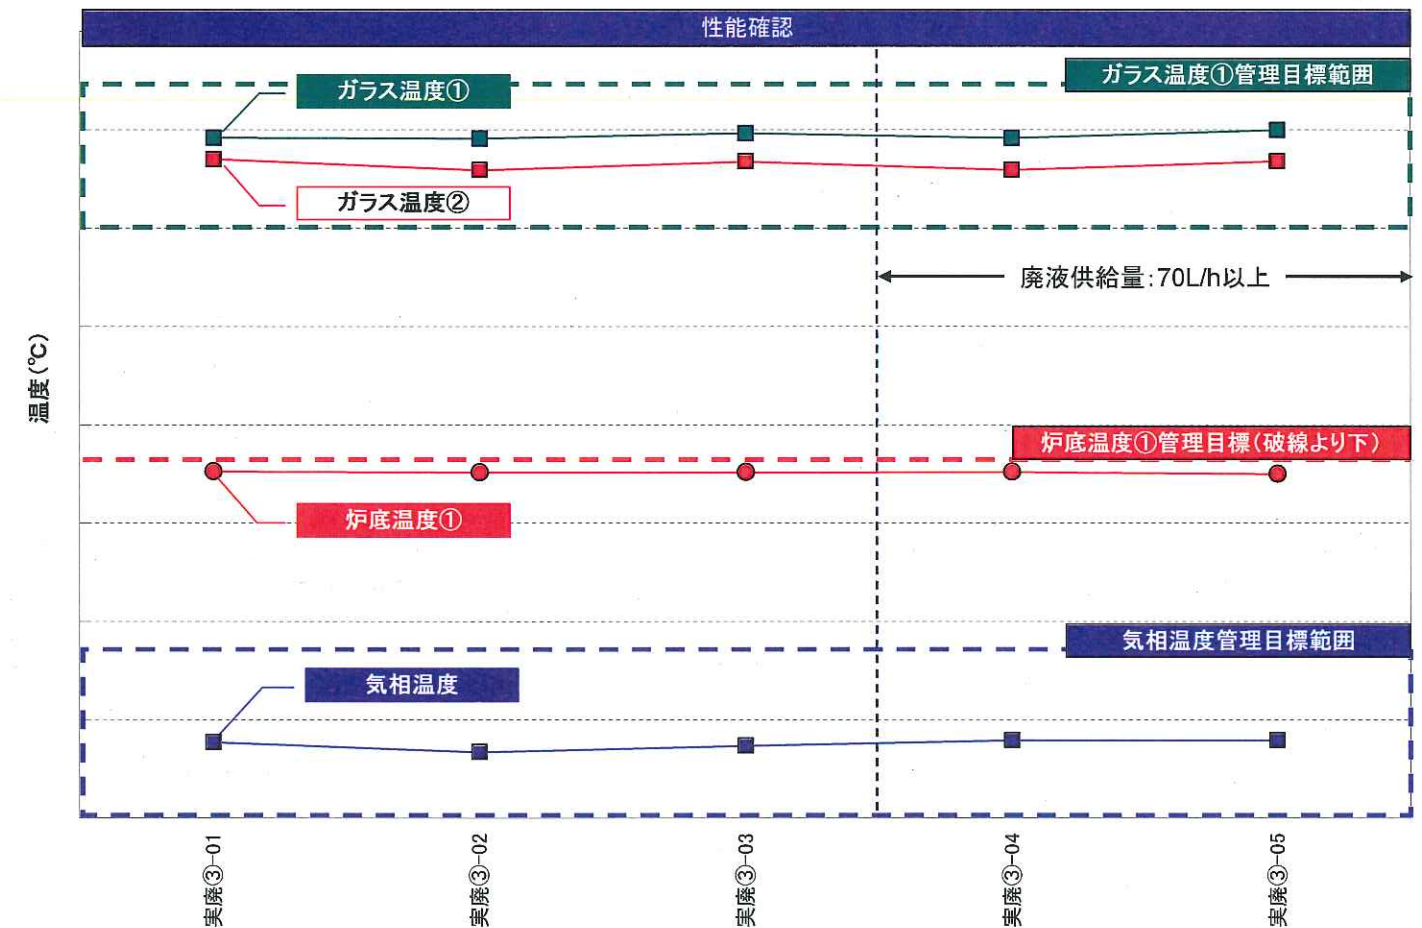 性能確認
ガラス温度①管理目標範囲
ガラス温度①
ガラス温度②
廃液供給量:70L/h以上
温度(℃)
炉底温度①管理目標(破線より下)
炉底温度①
気相温度管理目標範囲
気相温度
実廃③-01
実廃③-02
実廃③-03
実廃③-04
実廃③-05